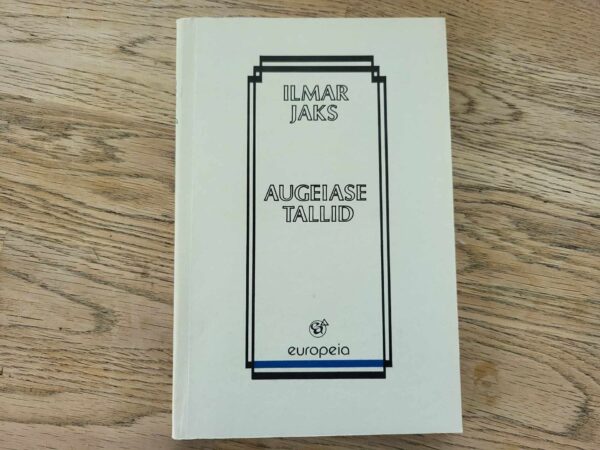 ILMAR
JAKS
AUGEIASE
TALLID
europeia